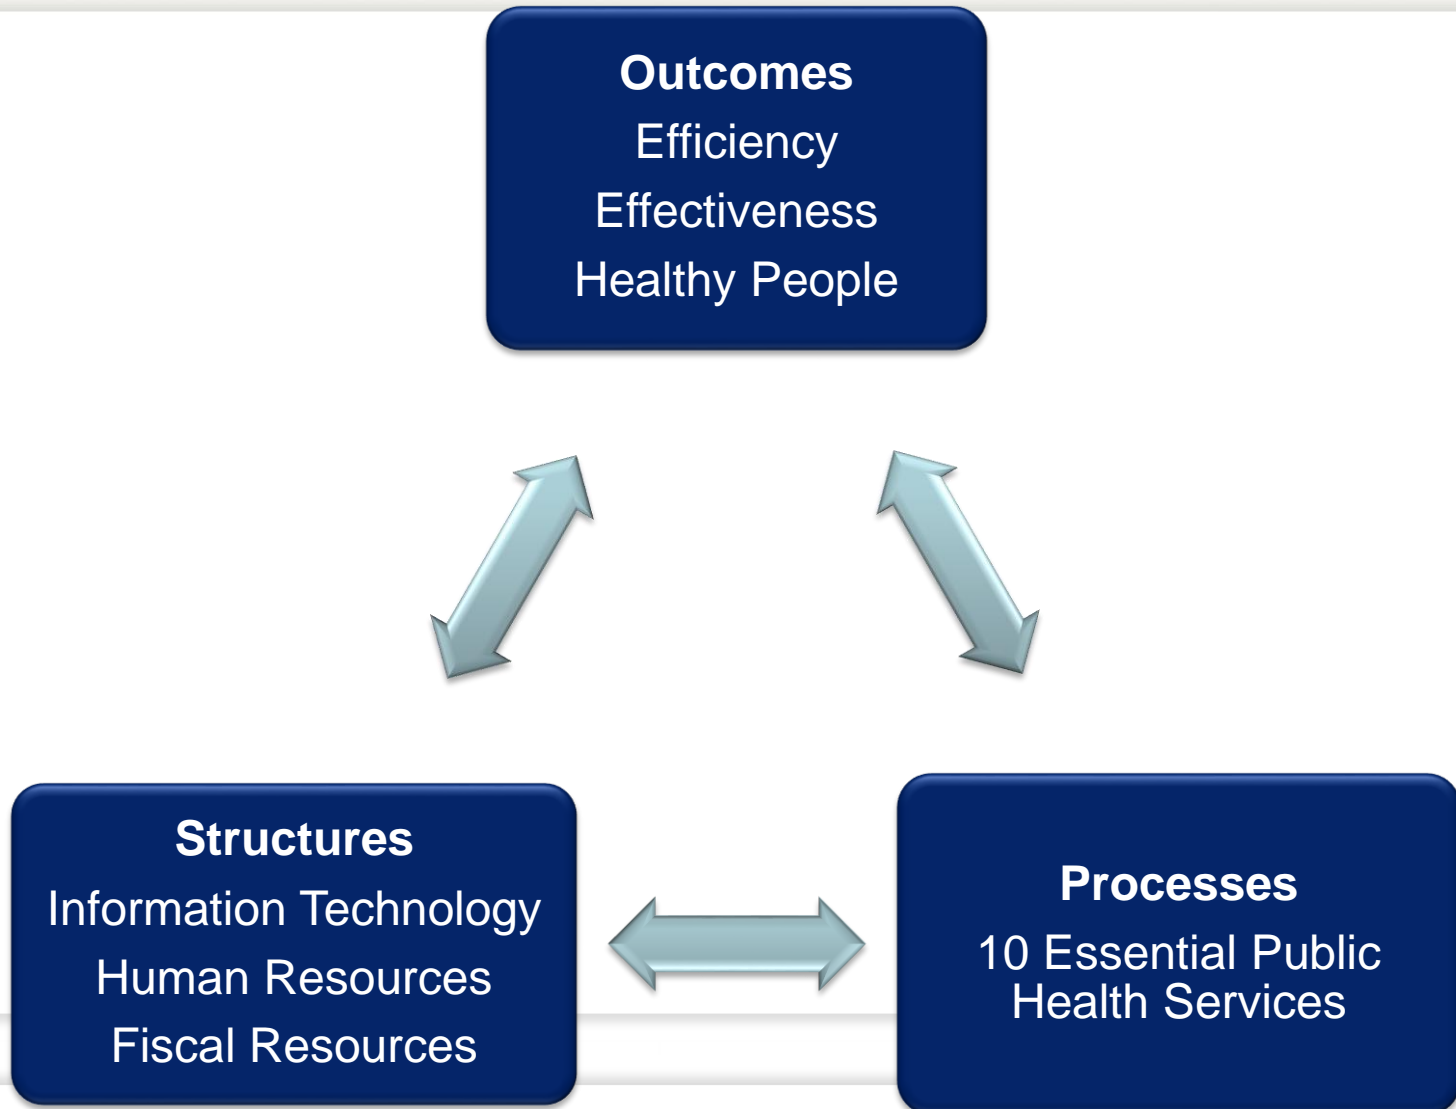 Outcomes
Efficiency
Effectiveness
Healthy People
Structures
Information Technology
Human Resources
Fiscal Resources
Processes
10 Essential Public
Health Services